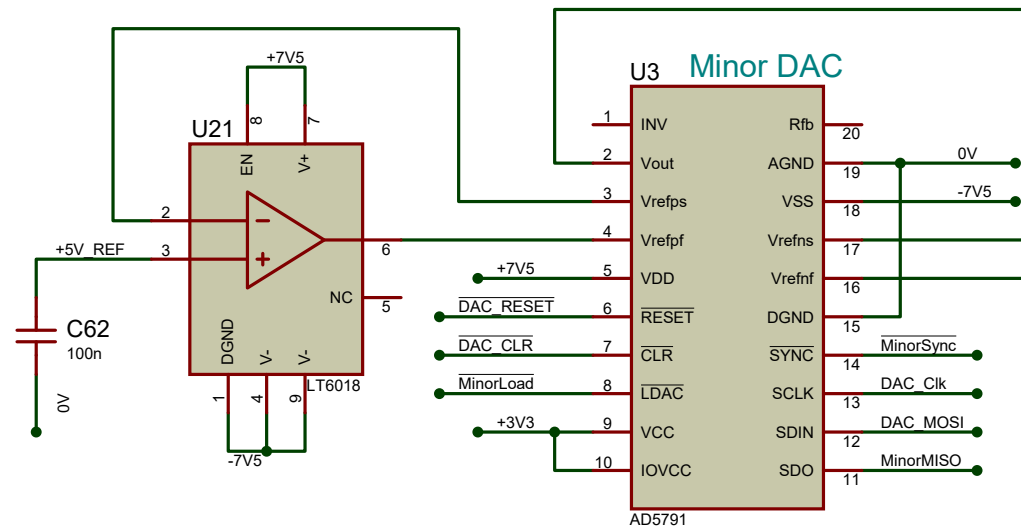 +7V5
U21
8
7
EN
V+
2
3
6
+5V_REF
NC
5
C62
100n
0V
DGND
V-
V-
LT6018
1
4
9
-7V5
Minor DAC
U3
1
INV
Rfb
20
2
Vout
AGND
19
0V
3
Vrefps
VSS
18
-7V5
4
Vrefpf
Vrefns
17
+7V5
5
VDD
Vrefnf
16
DAC_RESET
6
RESET
DGND
15
DAC_CLR
7
CLR
SYNC
14
MinorSync
MinorLoad
8
LDAC
SCLK
13
DAC_Clk
+3V3
9
VCC
SDIN
12
DAC_MOSI
10
IOVCC
SDO
11
MinorMISO
AD5791